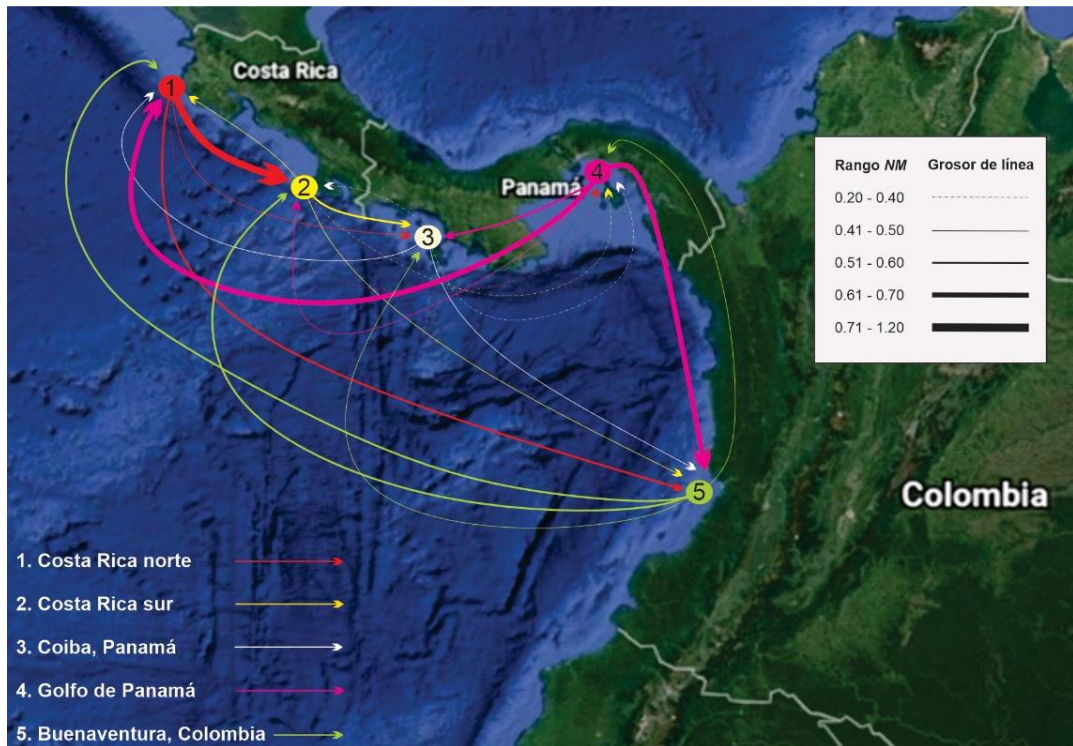 Costa Rica
1
2
3
Panamá
4
5
Colombia
Rango NM Grosor de línea
0.20 - 0.40
0.41 - 0.50
0.51 - 0.60
0.61 - 0.70
0.71 - 1.20
1. Costa Rica norte
2. Costa Rica sur
3. Coiba, Panamá
4. Golfo de Panamá
5. Buenaventura, Colombia